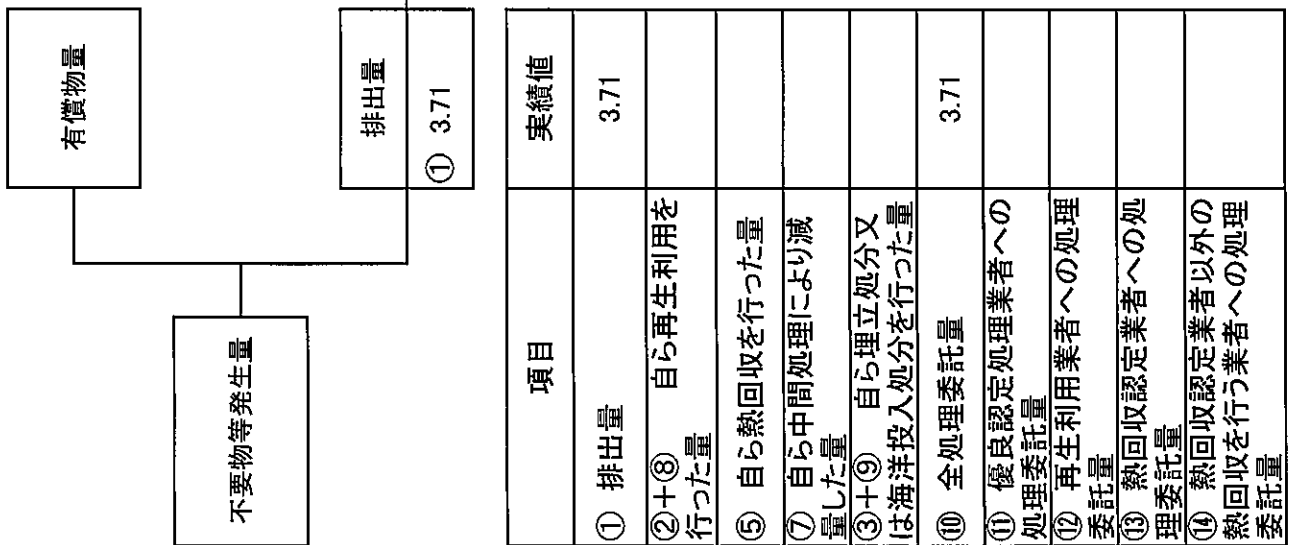 有償物量
不要物等発生量
排出量
① 3.71
項目
実績値
① 排出量
3.71
②+⑧ 自ら再生利用を
行った量
⑤ 自ら熱回収を行った量
⑦ 自ら中間処理により減
量した量
③+⑨ 自ら埋立処分又
は海洋投入処分を行った量
⑩ 全処理委託量
3.71
⑪ 優良認定処理業者への
処理委託量
⑫ 再生利用業者への処理
委託量
⑬ 熱回収認定業者への処
理委託量
⑭ 熱回収認定業者以外の
熱回収を行う業者への処理
委託量